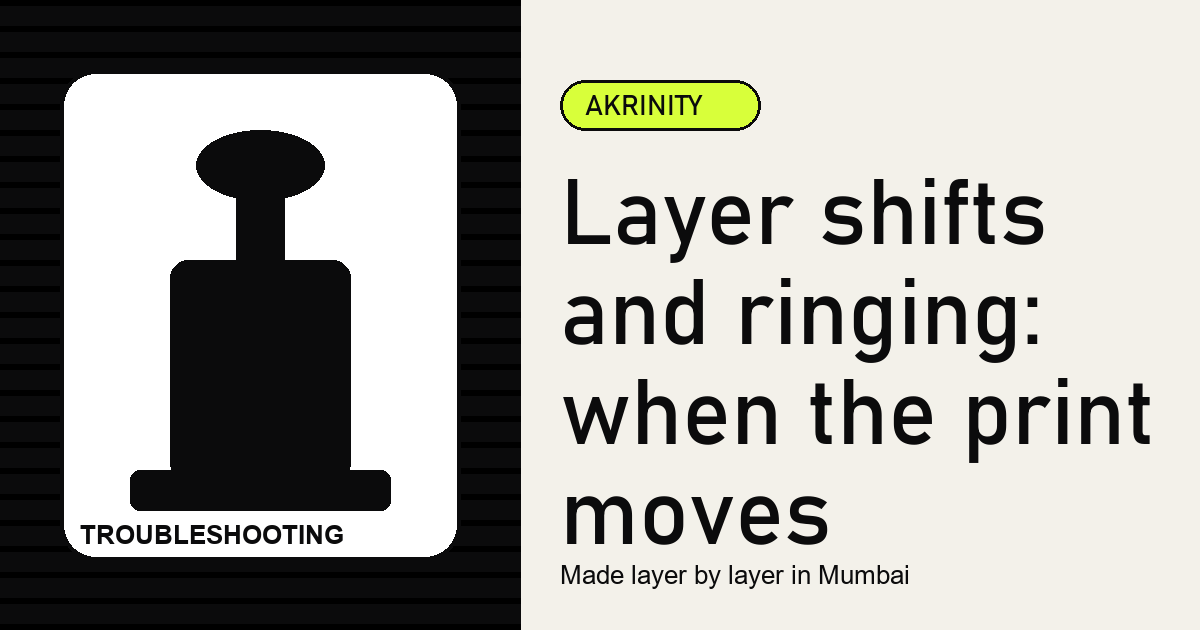 TROUBLESHOOTING
AKRINITY
Layer shifts
and ringing:
when the print
moves
Made layer by layer in Mumbai